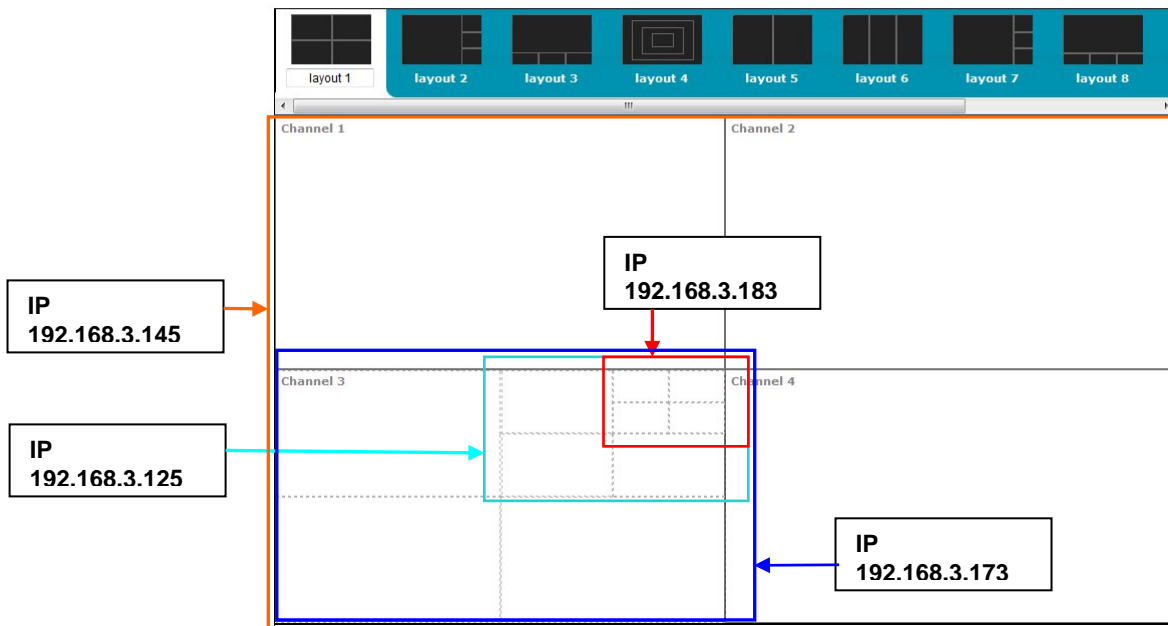 layout 1 layout 2 layout 3 layout 4 layout 5 layout 6 layout 7 layout 8
Channel 1 Channel 2
IP
192.168.3.183
IP
192.168.3.145
Channel 3 Channel 4
IP
192.168.3.125
IP
192.168.3.173